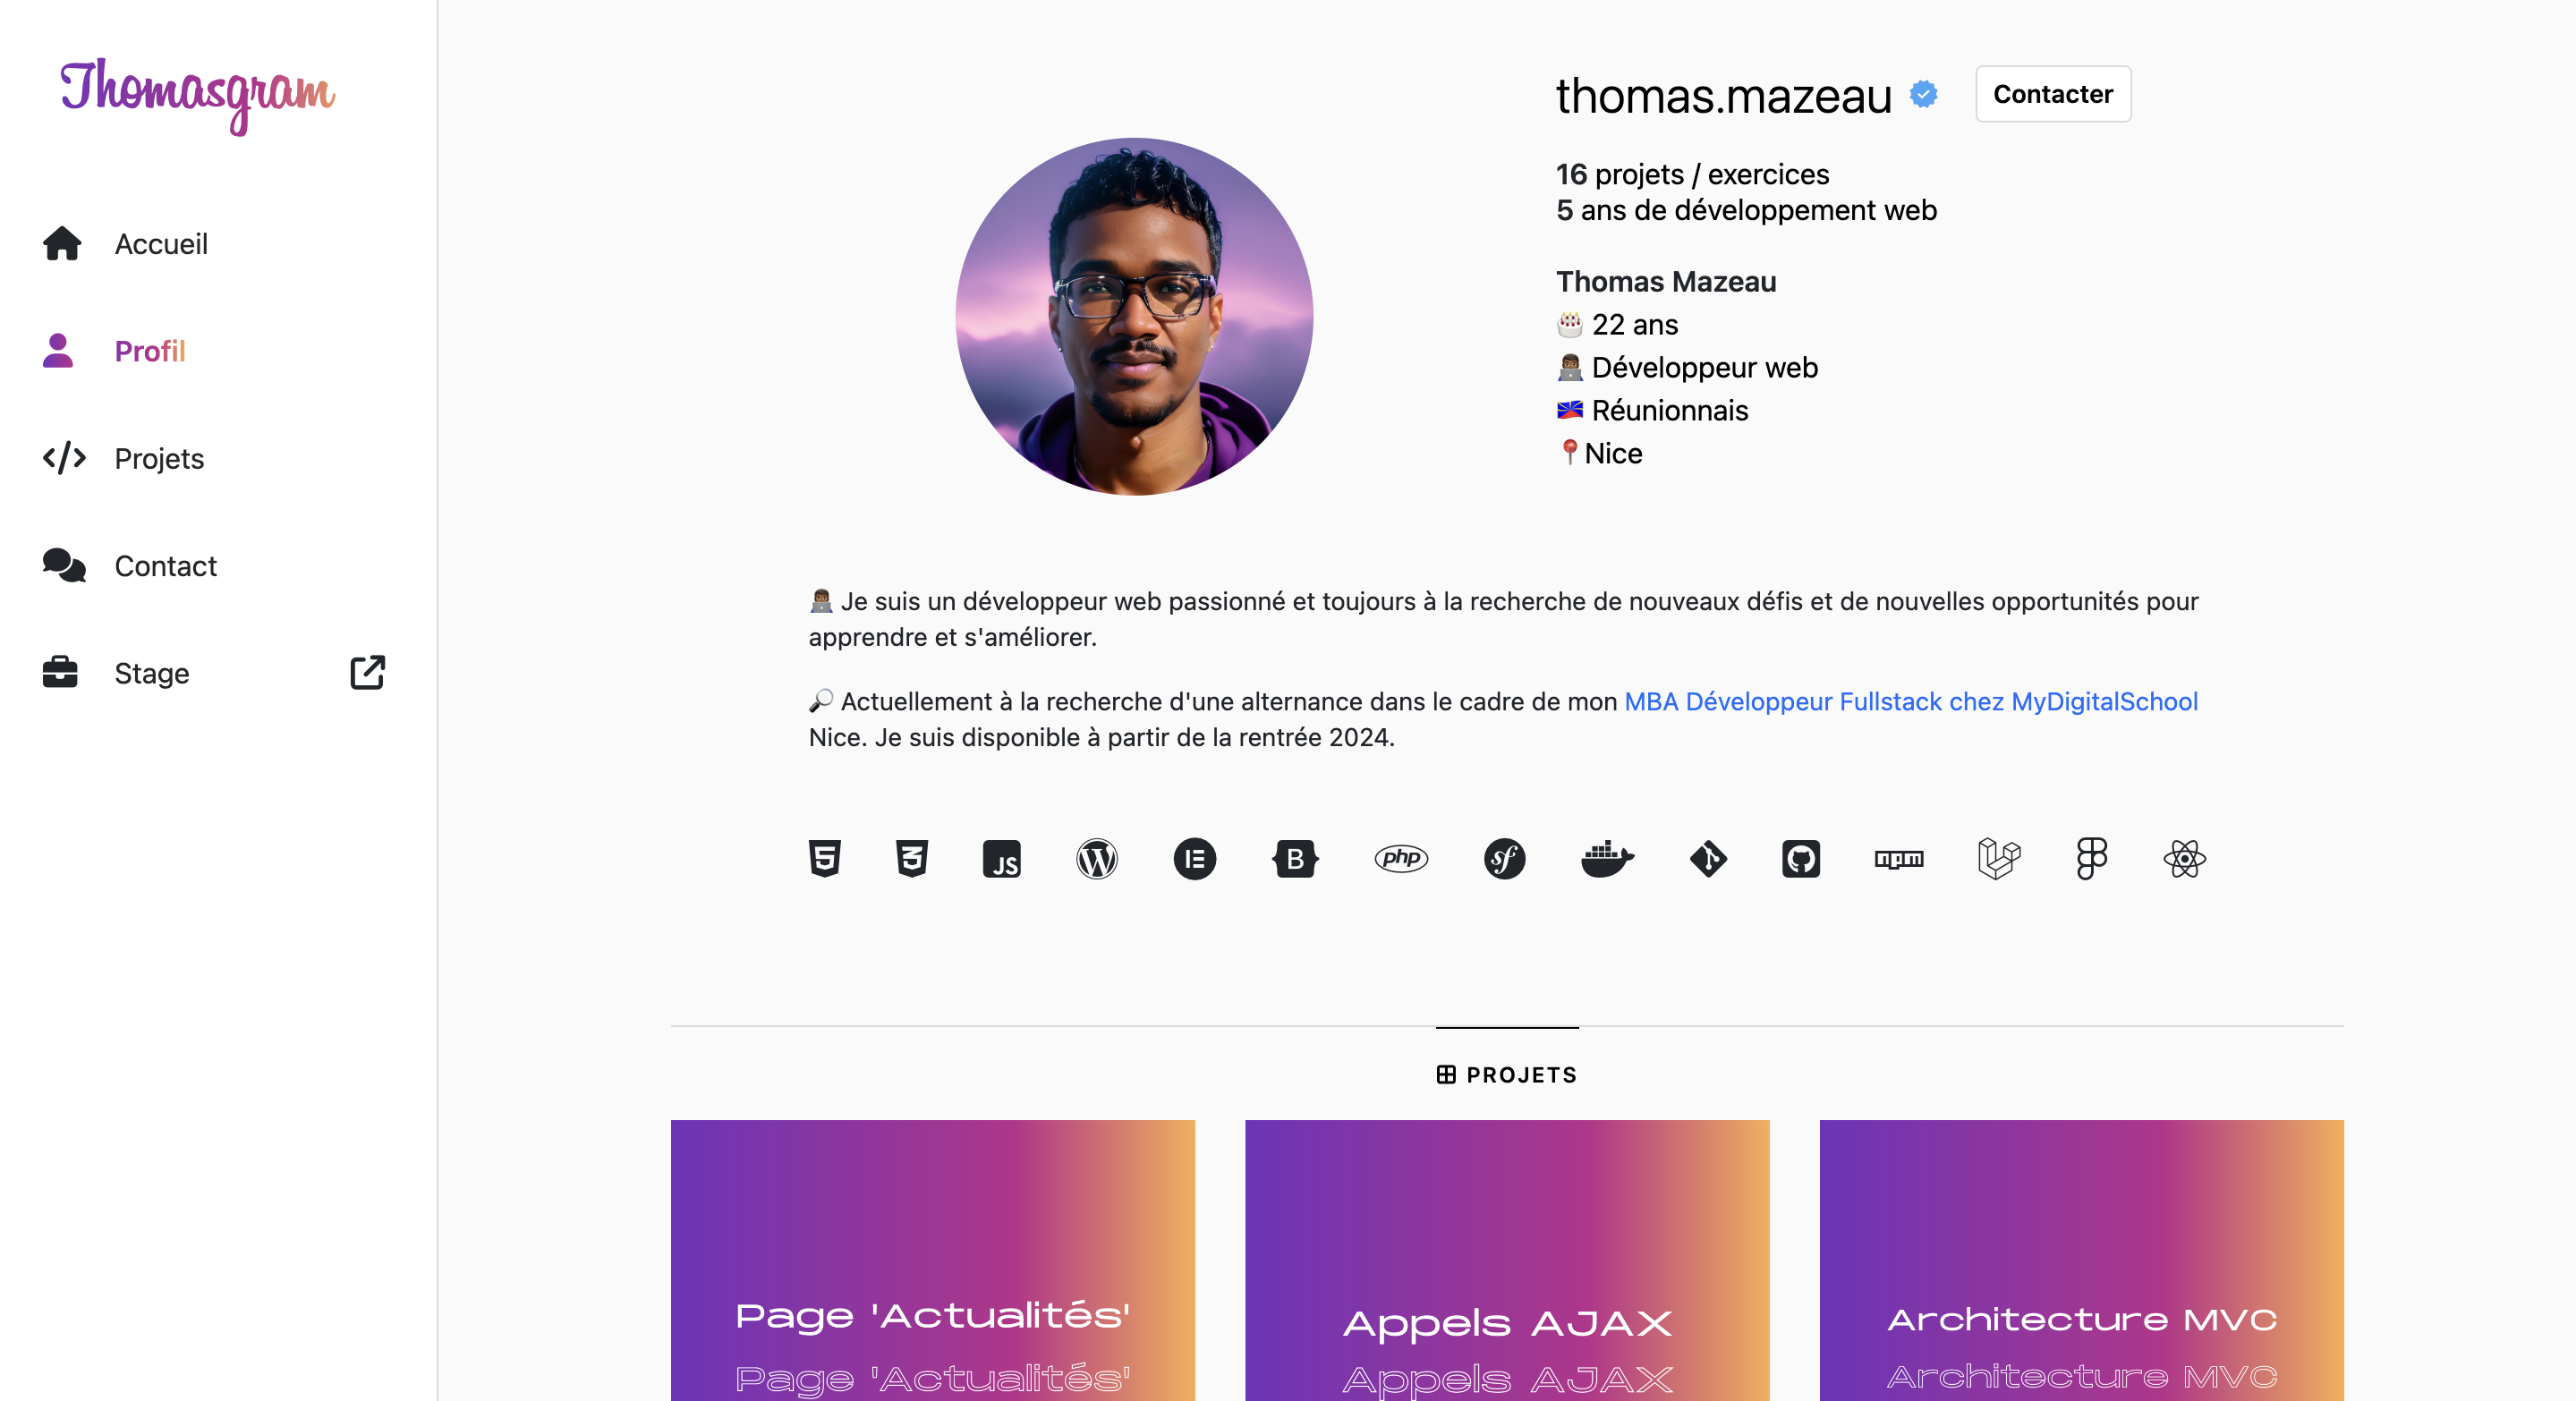 Thomasgram
Accueil
Profil
Projets
Contact
Stage
thomas.mazeau
Contacter
16 projets / exercices
5 ans de développement web
Thomas Mazeau
22 ans
Développeur web
Réunionnais
Nice
Je suis un développeur web passionné et toujours à la recherche de nouveaux défis et de nouvelles opportunités pour
apprendre et s'améliorer.
Actuellement à la recherche d'une alternance dans le cadre de mon MBA Développeur Fullstack chez MyDigitalSchool
Nice. Je suis disponible à partir de la rentrée 2024.
5 3 JS W B php sf npm
PROJETS
Page 'Actualités'
Page 'Actualités'
Appels AJAX
Appels AJAX
Architecture MVC
Architecture MVC